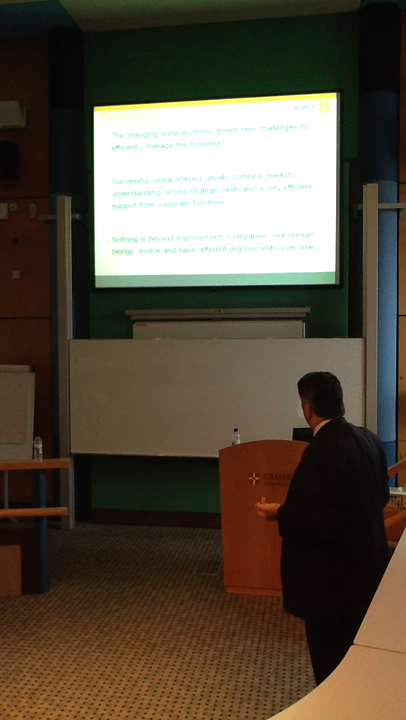 The changing world economy poses new challenges to
efficiently manage the business
Successful Global Players usually combine market
understanding, strong strategic skills and a very efficient
support from corporate functions
Nothing is beyond improvement. Companies, like human
beings, evolve and have different requirements over time
CAMBRI